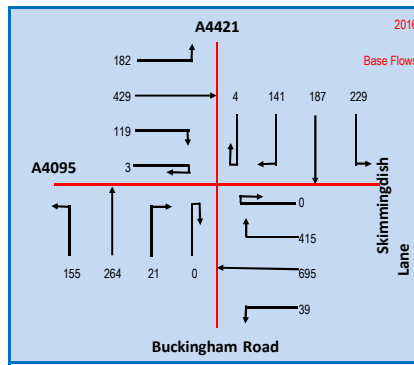 A4421
2016
Base Flows
182
429
4 141 187 229
119
A4095
3
0
Skimmingdish
Lane
415
155 264 21 0
695
39
Buckingham Road